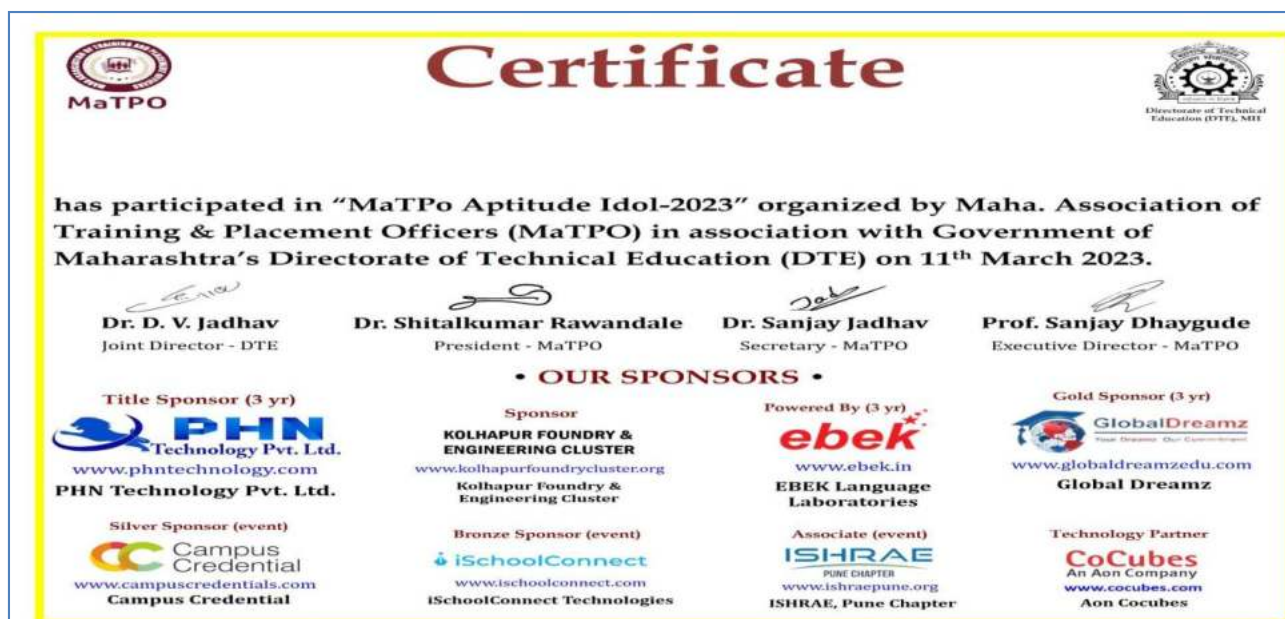 MaTPO
Certificate
Directorate of Technical
Education (DTE), MH
has participated in “MaTPo Aptitude Idol-2023” organized by Maha. Association of
Training & Placement Officers (MaTPO) in association with Government of
Maharashtra’s Directorate of Technical Education (DTE) on 11th March 2023.
Dr. D. V. Jadhav
Joint Director - DTE
Dr. Shitalkumar Rawandale
President - MaTPO
Dr. Sanjay Jadhav
Secretary - MaTPO
Prof. Sanjay Dhaygude
Executive Director - MaTPO
• OUR SPONSORS •
Title Sponsor (3 yr)
PHN
Technology Pvt. Ltd.
www.phntechnology.com
PHN Technology Pvt. Ltd.
Sponsor
KOLHAPUR FOUNDRY &
ENGINEERING CLUSTER
www.kolhapurfoundrycluster.org
Kolhapur Foundry &
Engineering Cluster
Powered By (3 yr)
ebek
www.ebek.in
EBEK Language
Laboratories
Gold Sponsor (3 yr)
GlobalDreamz
Your Dreamz Our Commitment
www.globaldreamzedu.com
Global Dreamz
Silver Sponsor (event)
Campus
Credential
www.campuscredentials.com
Campus Credential
Bronze Sponsor (event)
iSchoolConnect
www.ischoolconnect.com
iSchoolConnect Technologies
Associate (event)
ISHRAE
PUNE CHAPTER
www.ishraepune.org
ISHRAE, Pune Chapter
Technology Partner
CoCubes
An Aon Company
www.cocubes.com
Aon Cocubes